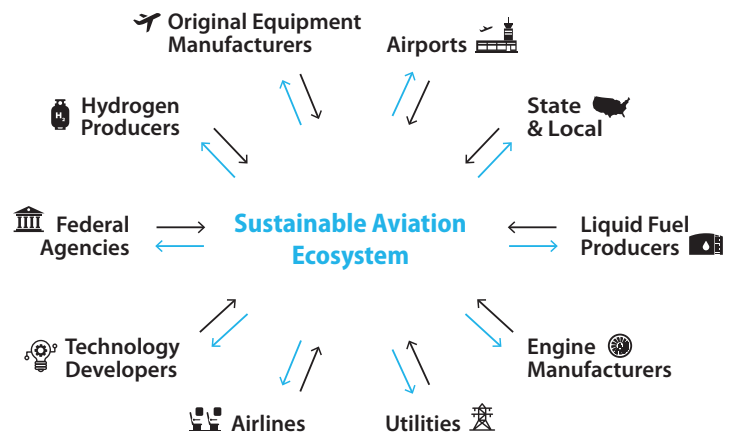 Original Equipment
Manufacturers
Airports
Hydrogen
Producers
H2
State
& Local
Federal
Agencies
Sustainable Aviation
Ecosystem
Liquid Fuel
Producers
Technology
Developers
Engine
Manufacturers
Airlines
Utilities